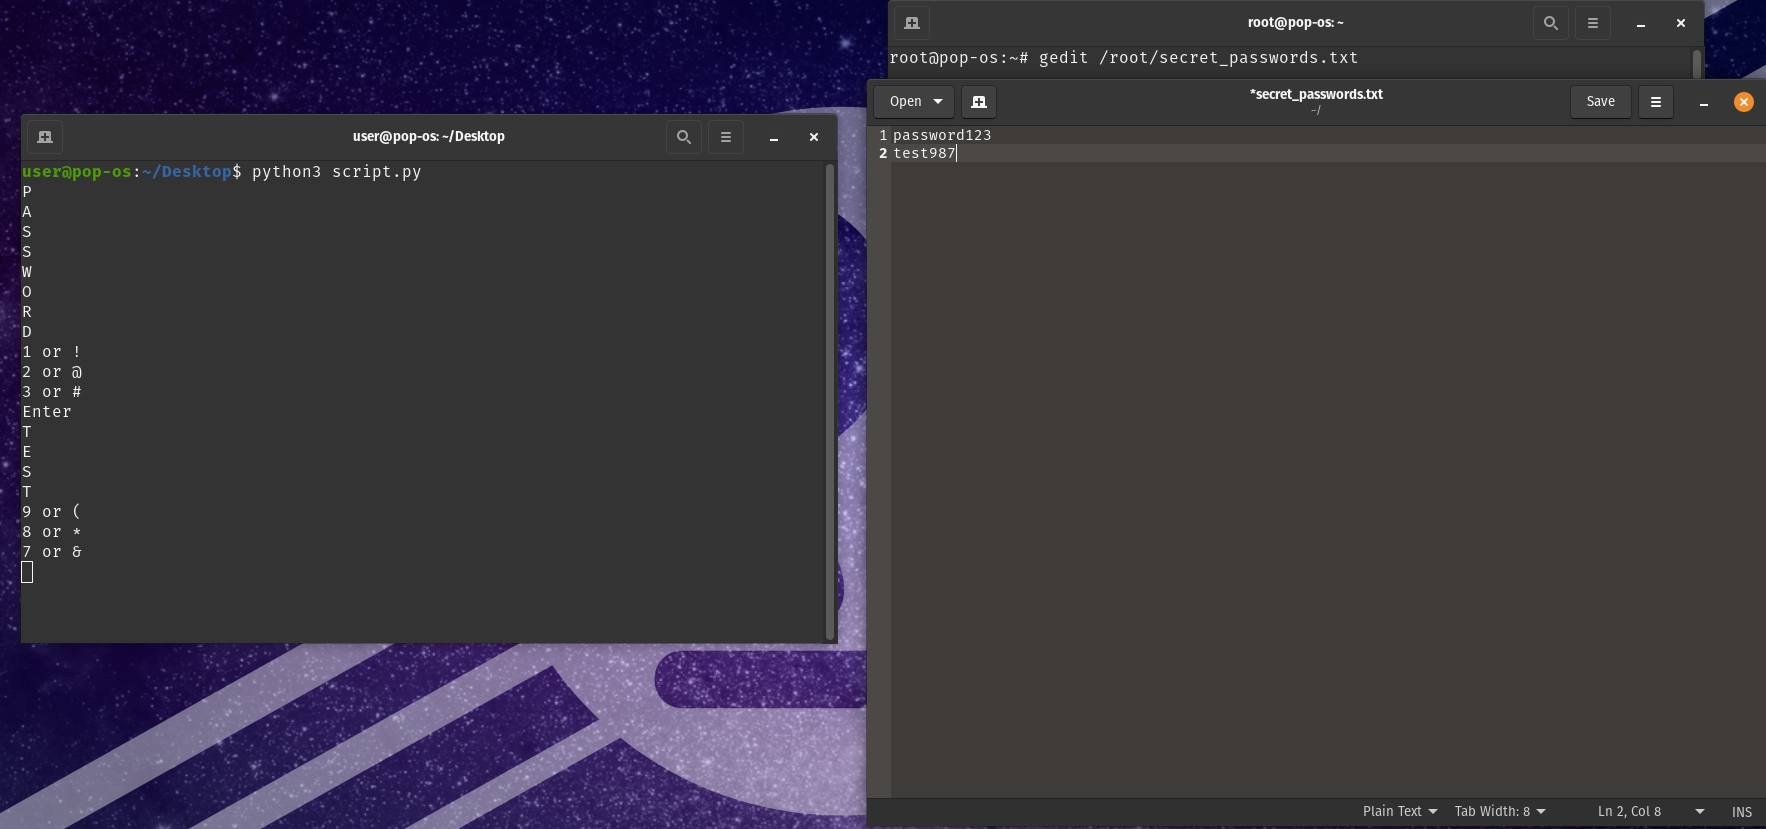 root@pop-os: ~
root@pop-os:~# gedit /root/secret_passwords.txt
Open
*secret_passwords.txt
~/
Save
1 password123
2 test987
user@pop-os: ~/Desktop
user@pop-os:~/Desktop$ python3 script.py
P
A
S
S
W
O
R
D
1 or !
2 or @
3 or #
Enter
T
E
S
T
9 or (
8 or *
7 or &
Plain Text
Tab Width: 8
Ln 2, Col 8
INS